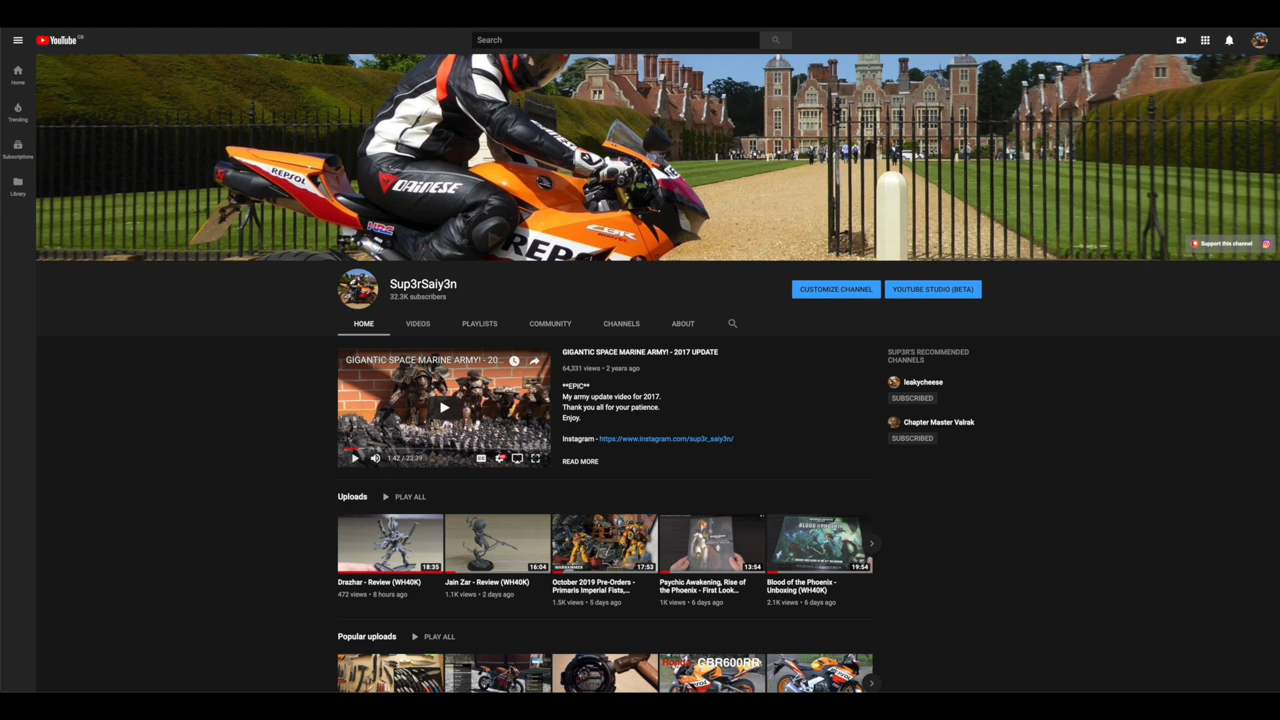 YouTube GB
Search
Home
Trending
Subscriptions
Library
REPSOL
DAINESE
HRC
CBR
REPSOL
Support this channel
Sup3rSaiy3n
32.3K subscribers
CUSTOMIZE CHANNEL
YOUTUBE STUDIO (BETA)
HOME
VIDEOS
PLAYLISTS
COMMUNITY
CHANNELS
ABOUT
GIGANTIC SPACE MARINE ARMY! - 20...
1:42 / 23:39
GIGANTIC SPACE MARINE ARMY! - 2017 UPDATE
64,331 views • 2 years ago
**EPIC**
My army update video for 2017.
Thank you all for your patience.
Enjoy.
Instagram - https://www.instagram.com/sup3r_saiy3n/
READ MORE
SUP3R'S RECOMMENDED
CHANNELS
leakycheese
SUBSCRIBED
Chapter Master Valrak
SUBSCRIBED
Uploads
PLAY ALL
18:35
Drazhar - Review (WH40K)
472 views • 8 hours ago
16:04
Jain Zar - Review (WH40K)
1.1K views • 2 days ago
WARHAMMER
17:53
October 2019 Pre-Orders -
Primaris Imperial Fists,...
1.5K views • 5 days ago
13:54
Psychic Awakening, Rise of
the Phoenix - First Look...
1K views • 6 days ago
BLOOD OF THE PHOENIX
19:54
Blood of the Phoenix -
Unboxing (WH40K)
2.1K views • 6 days ago
Popular uploads
PLAY ALL
Honda CBR600RR